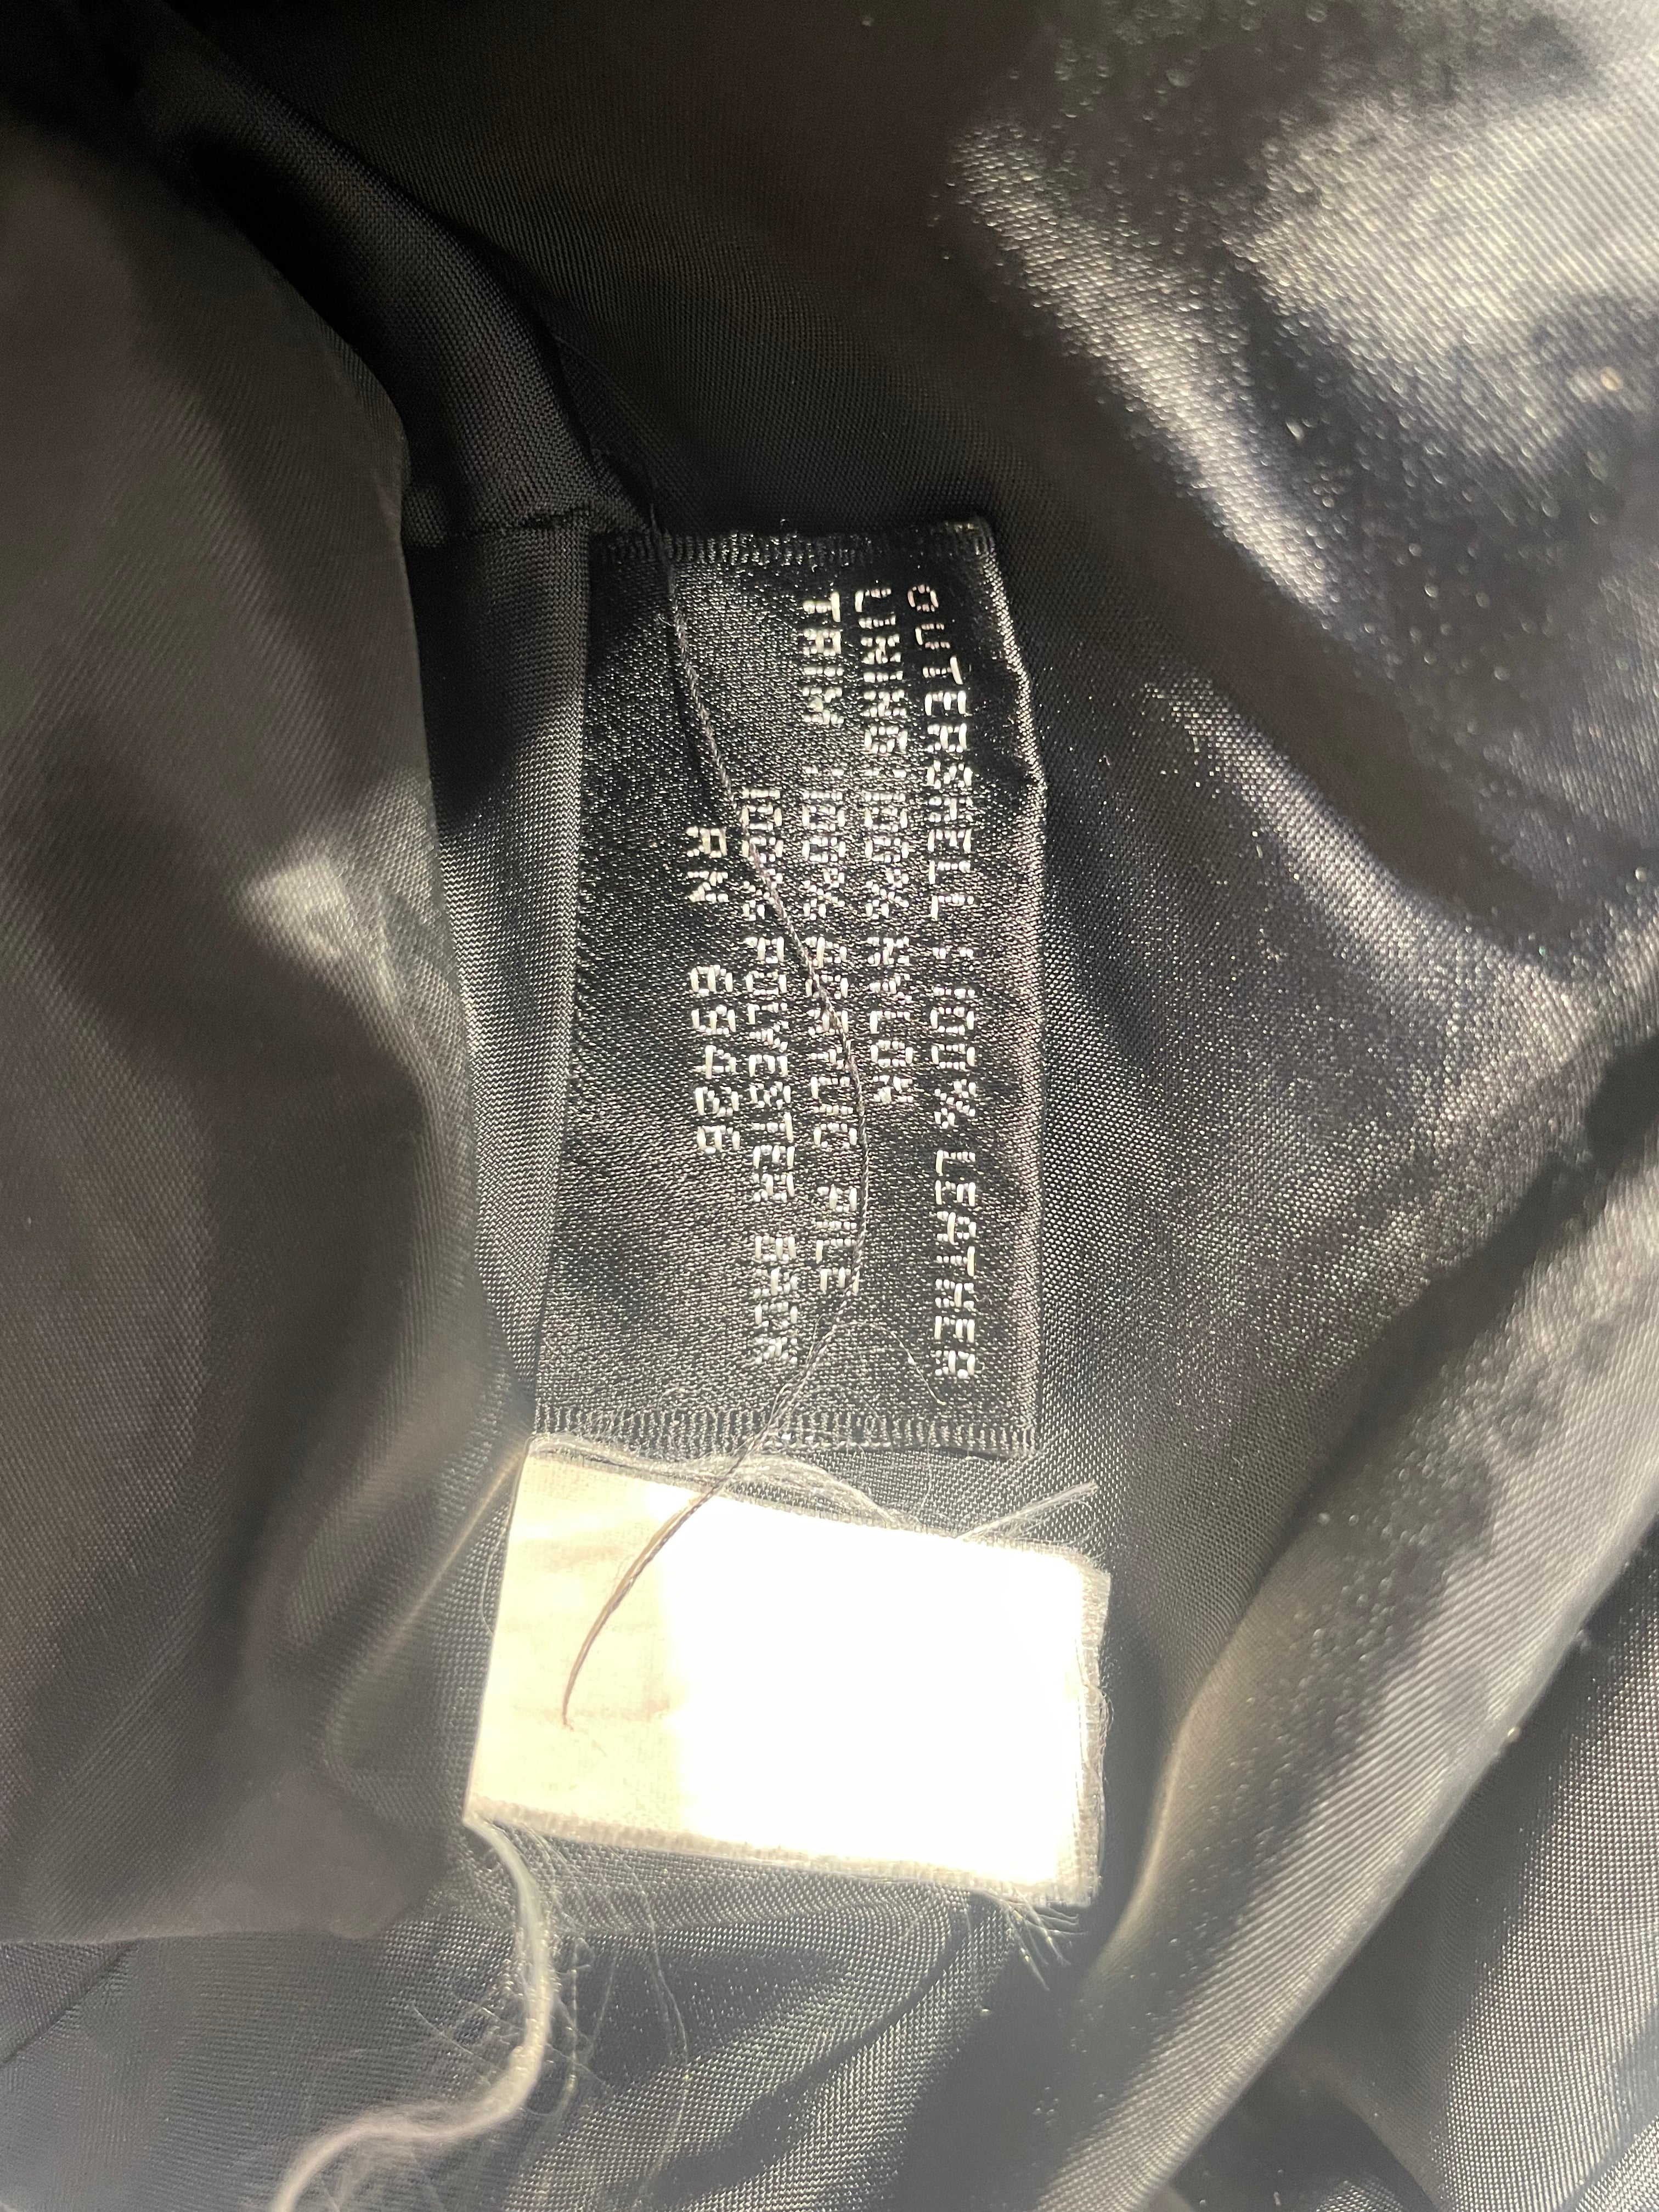 OUTERSHELL:100% LEATHER
LINING:100% NYLON
TRIM :100% ACRYLIC PILE
100% POLYESTER BACK
RN 69426